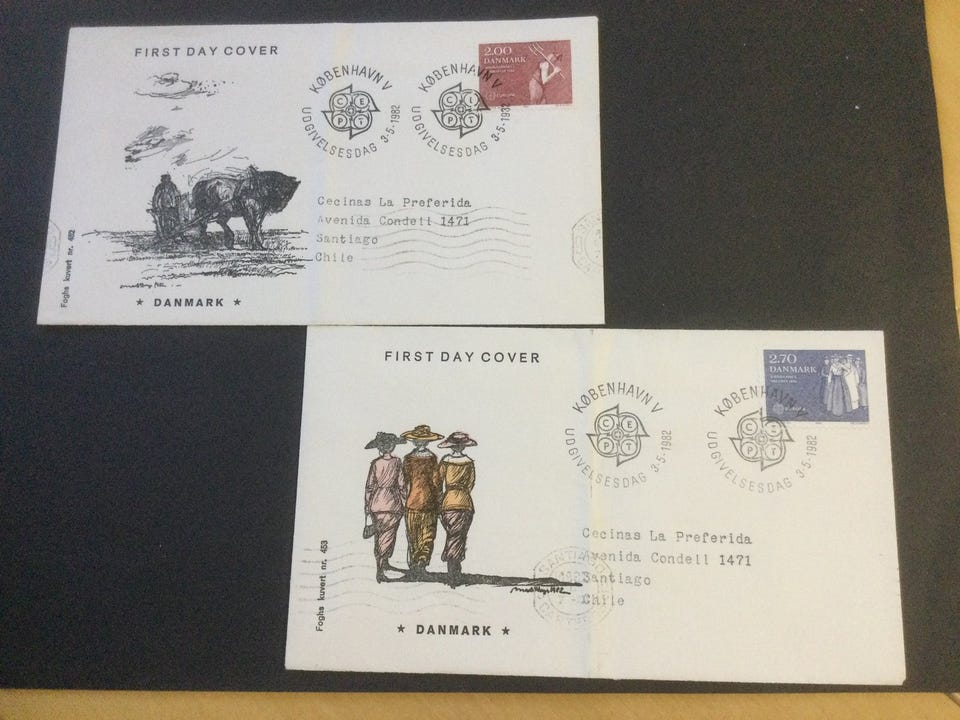 FIRST DAY COVER
KØBENHAVN V
C E P T
UDGIVELSESDAG 3-5-1982
KØBENHAVN V
C E P T
UDGIVELSESDAG 3-5-1982
2.00
DANMARK
Cecinas La Preferida
Avenida Condell 1471
Santiago
Chile
Foghs kuvert nr. 452
★ DANMARK ★
FIRST DAY COVER
KØBENHAVN V
C E P T
UDGIVELSESDAG 3-5-1982
KØBENHAVN V
C E P T
UDGIVELSESDAG 3-5-1982
2.70
DANMARK
Cecinas La Preferida
Avenida Condell 1471
Santiago
Chile
SANTIAGO
Foghs kuvert nr. 453
★ DANMARK ★